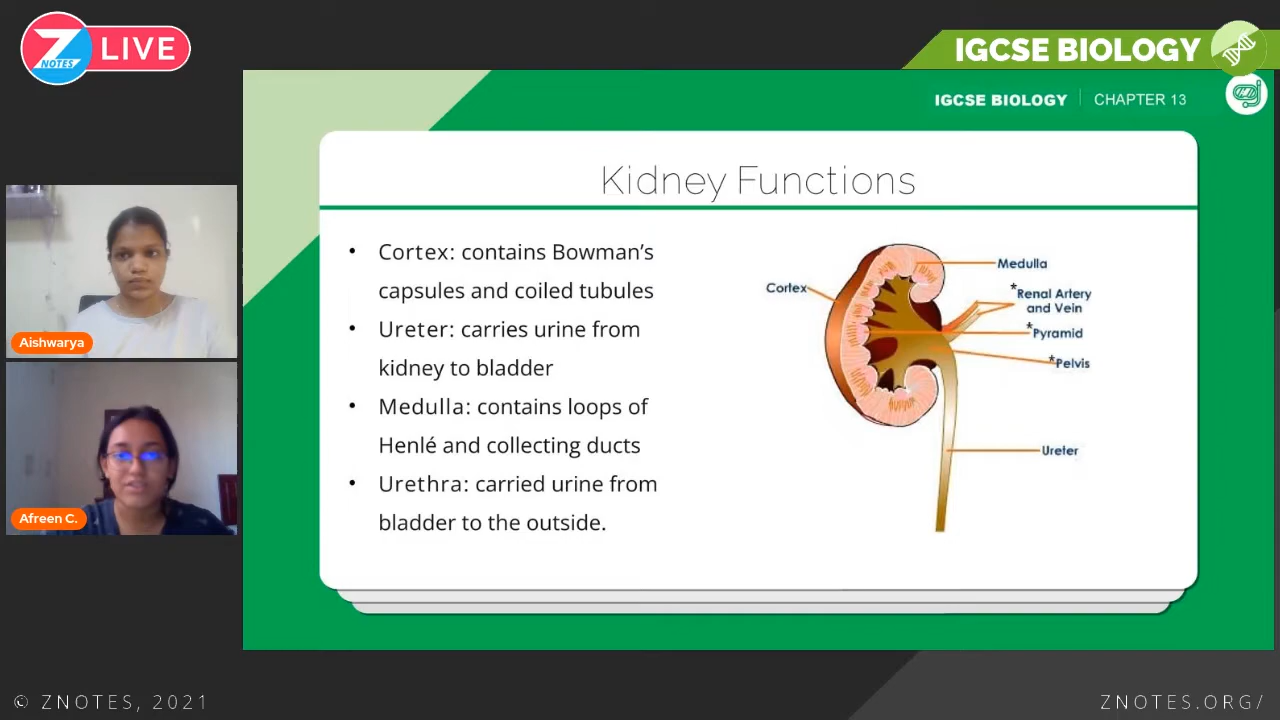 Z NOTES LIVE
IGCSE BIOLOGY
IGCSE BIOLOGY | CHAPTER 13
Kidney Functions
• Cortex: contains Bowman's
capsules and coiled tubules
• Ureter: carries urine from
kidney to bladder
• Medulla: contains loops of
Henlé and collecting ducts
• Urethra: carried urine from
bladder to the outside.
Cortex
Medulla
*Renal Artery
and Vein
*Pyramid
*Pelvis
Ureter
Aishwarya
Afreen C.
© ZNOTES, 2021
ZNOTES.ORG/